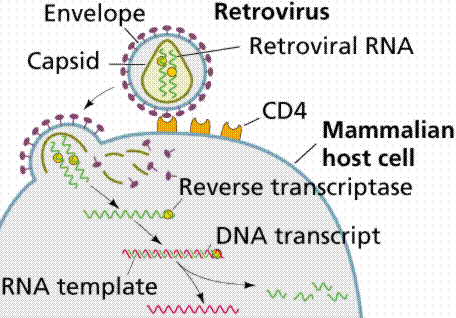 Envelope
Retrovirus
Retroviral RNA
Capsid
CD4
Mammalian
host cell
Reverse transcriptase
DNA transcript
RNA template